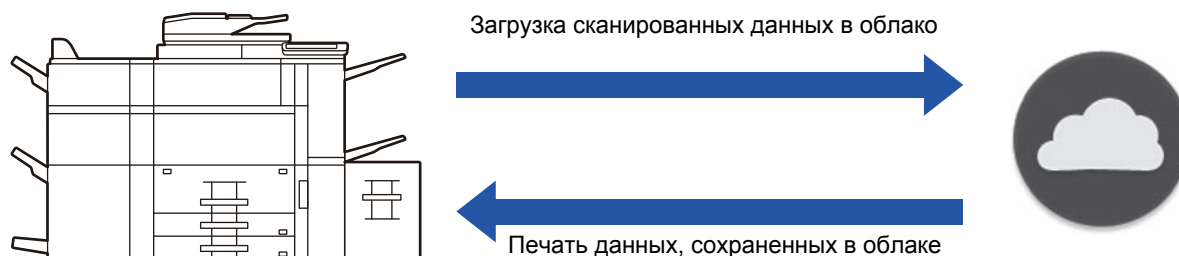 Загрузка сканированных данных в облако
Печать данных, сохраненных в облаке